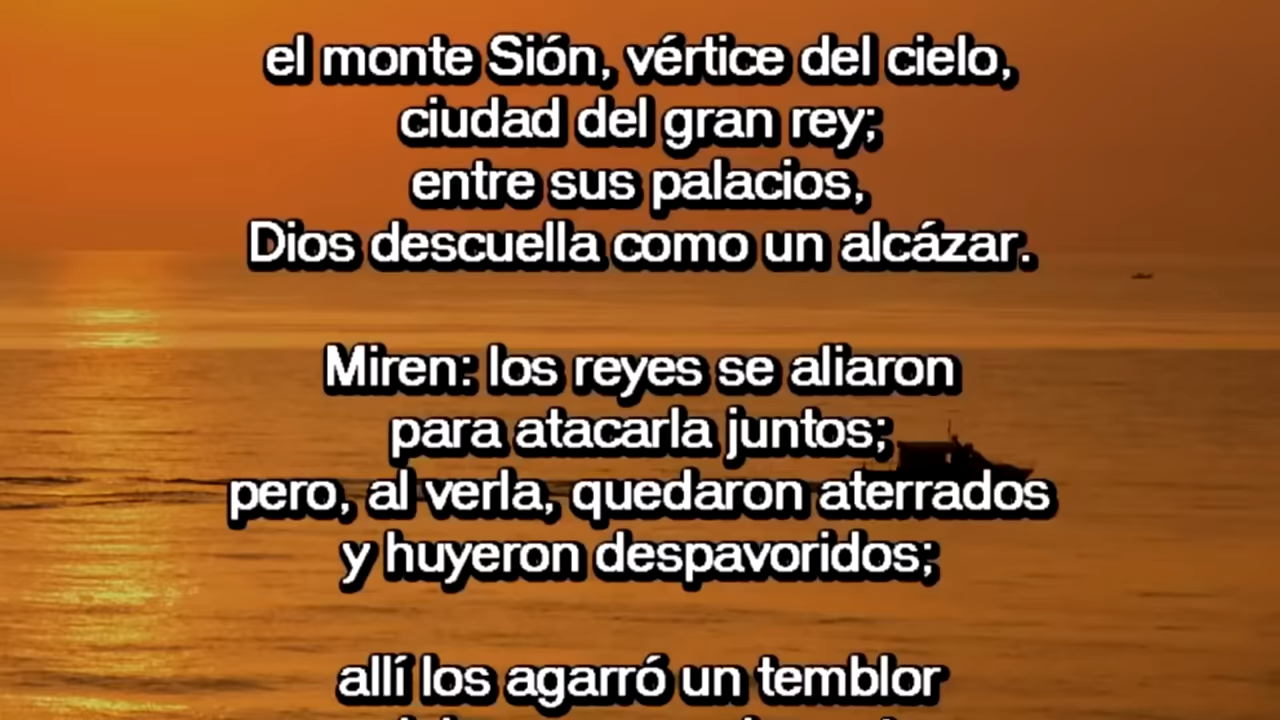 el monte Sión, vértice del cielo,
ciudad del gran rey;
entre sus palacios,
Dios descuella como un alcázar.
Miren: los reyes se aliaron
para atacarla juntos;
pero, al verla, quedaron aterrados
y huyeron despavoridos;
allí los agarró un temblor